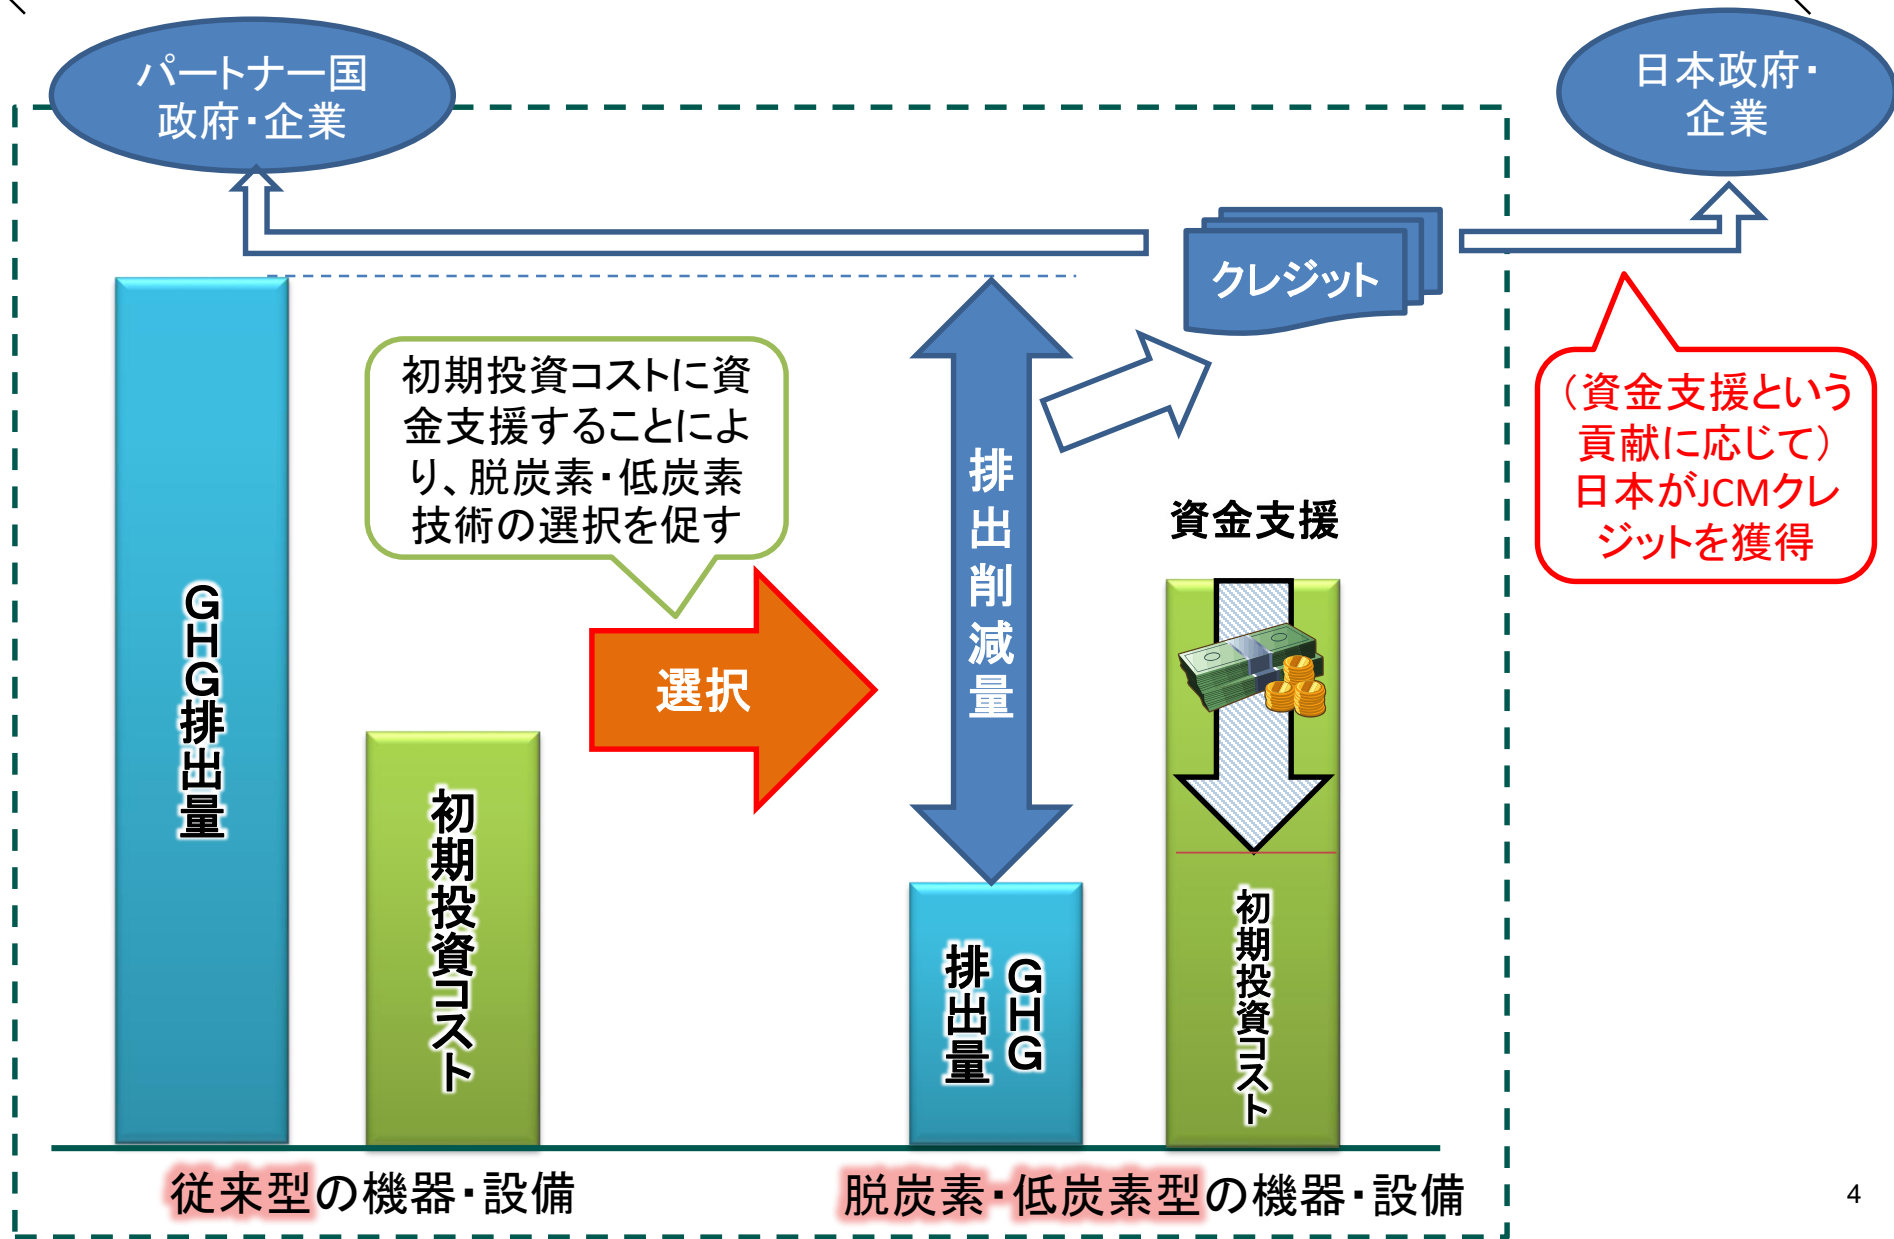 パートナー国
政府・企業
日本政府・
企業
クレジット
初期投資コストに資
金支援することによ
り、脱炭素・低炭素
技術の選択を促す
（資金支援という
貢献に応じて）
日本がJCMクレ
ジットを獲得
排出削減量
資金支援
選択
GHG排出量
初期投資コスト
GHG
排出量
初期投資コスト
従来型の機器・設備
脱炭素・低炭素型の機器・設備
4